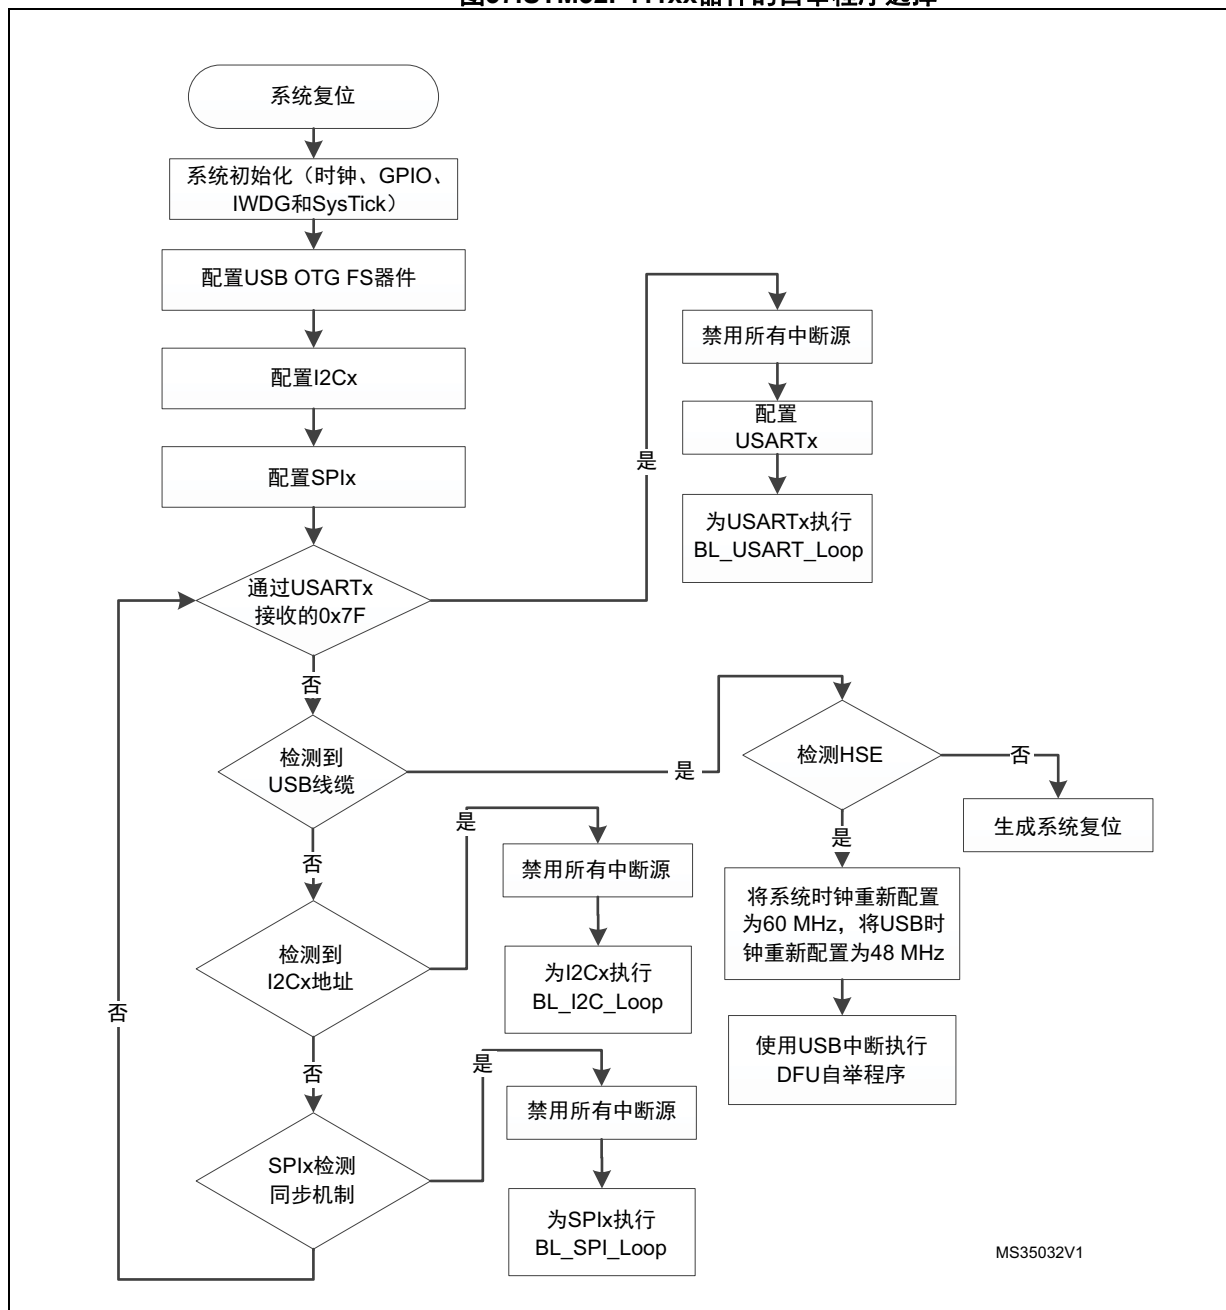 系统复位
系统初始化（时钟、GPIO、
IWDG和SysTick）
配置USB OTG FS器件
配置I2Cx
配置SPIx
通过USARTx
接收的0x7F
是
禁用所有中断源
配置
USARTx
为USARTx执行
BL_USART_Loop
否
检测到
USB线缆
是
检测HSE
否
生成系统复位
是
将系统时钟重新配置
为60 MHz，将USB时
钟重新配置为48 MHz
使用USB中断执行
DFU自举程序
否
检测到
I2Cx地址
是
禁用所有中断源
为I2Cx执行
BL_I2C_Loop
否
SPIx检测
同步机制
是
禁用所有中断源
为SPIx执行
BL_SPI_Loop
否
MS35032V1